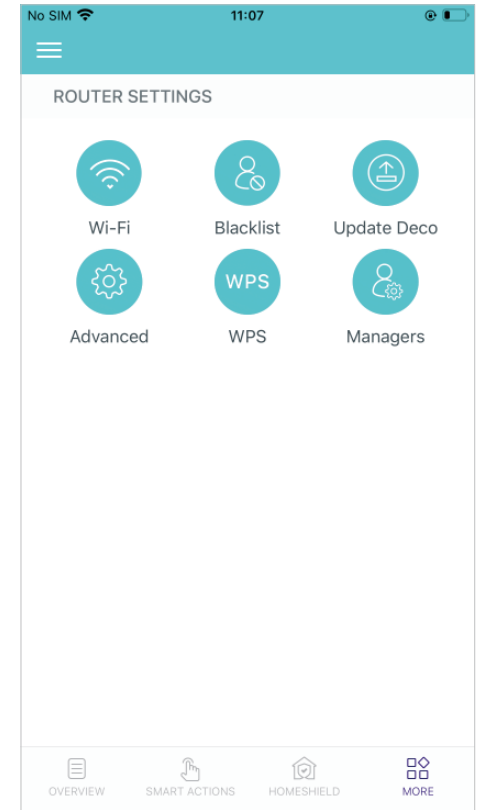 No SIM 11:07
ROUTER SETTINGS
Wi-Fi Blacklist Update Deco
WPS
Advanced WPS Managers
OVERVIEW SMART ACTIONS HOMESHIELD MORE